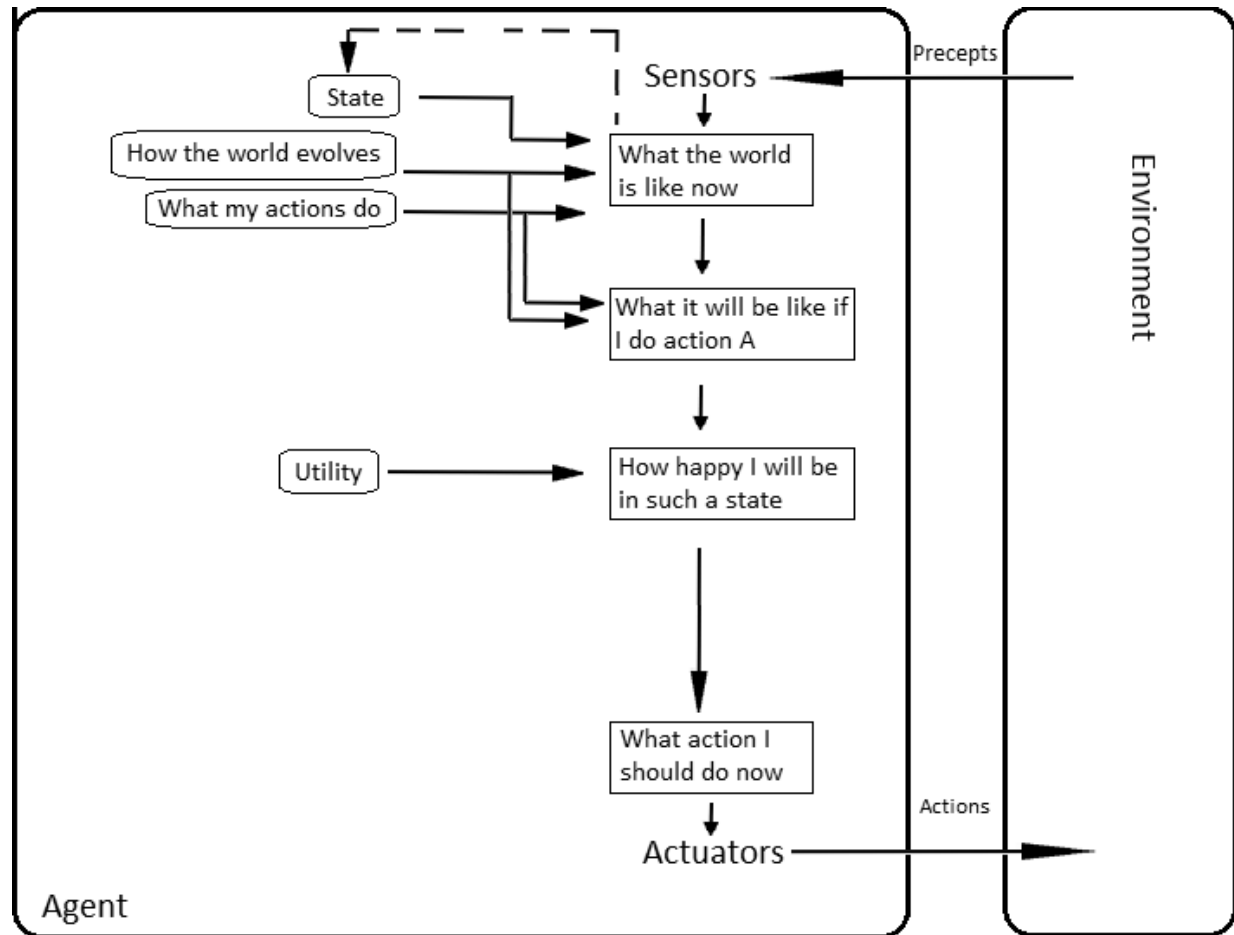 Precepts
Sensors
State
How the world evolves
What the world
is like now
What my actions do
Environment
What it will be like if
I do action A
Utility
How happy I will be
in such a state
What action I
should do now
Actions
Actuators
Agent